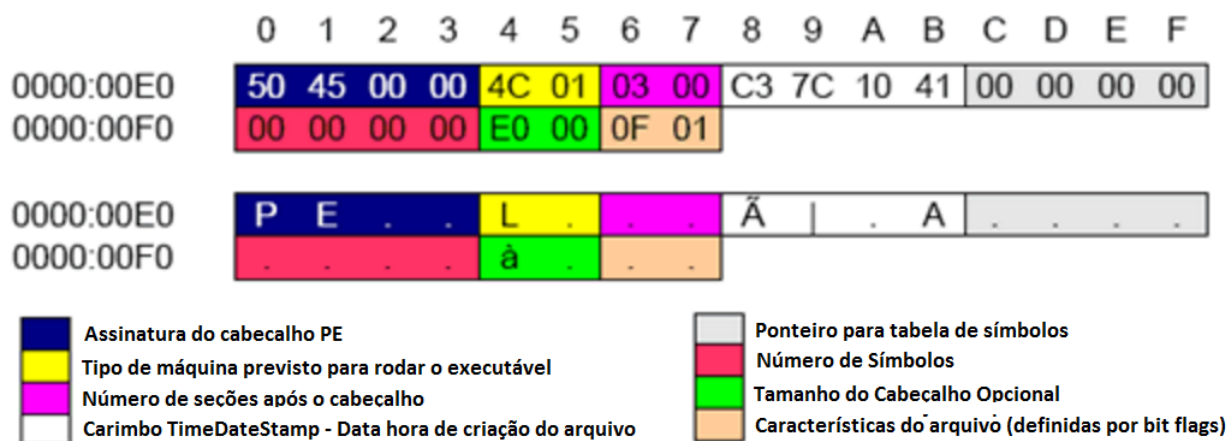 0 1 2 3 4 5 6 7 8 9 A B C D E F
0000:00E0 50 45 00 00 4C 01 03 00 C3 7C 10 41 00 00 00 00
0000:00F0 00 00 00 00 E0 00 0F 01
0000:00E0 P E . . L . . . Ã | . A . . . .
0000:00F0 . . . . à . . .
Assinatura do cabeçalho PE
Tipo de máquina previsto para rodar o executável
Número de seções após o cabeçalho
Carimbo TimeDateStamp - Data hora de criação do arquivo
Ponteiro para tabela de símbolos
Número de Símbolos
Tamanho do Cabeçalho Opcional
Características do arquivo (definidas por bit flags)